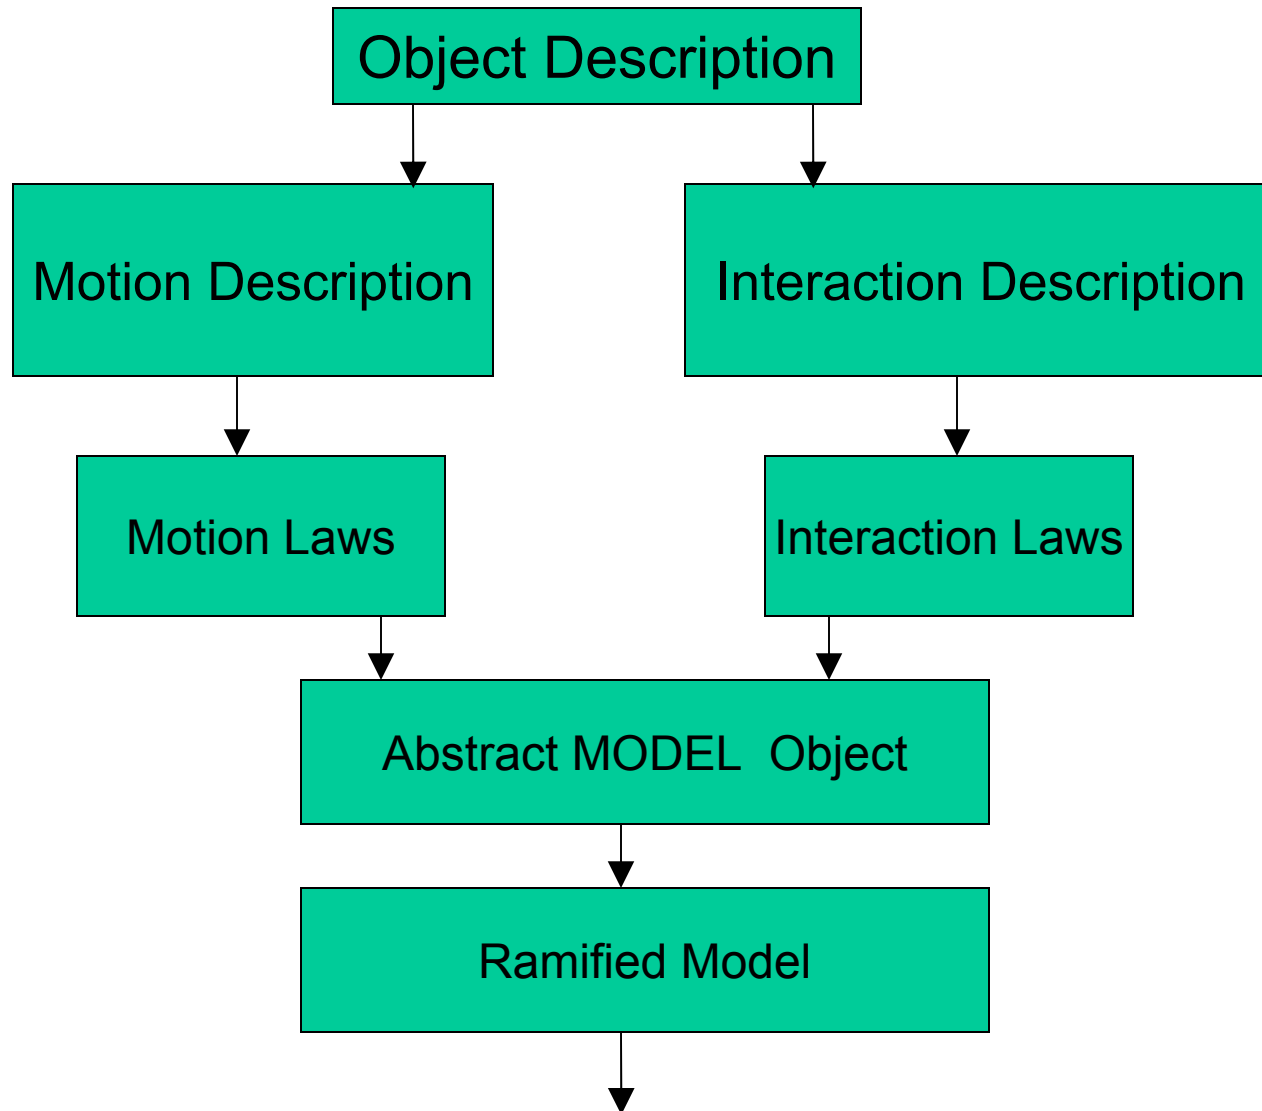 Object Description
Motion Description
Interaction Description
Motion Laws
Interaction Laws
Abstract MODEL  Object
Ramified Model